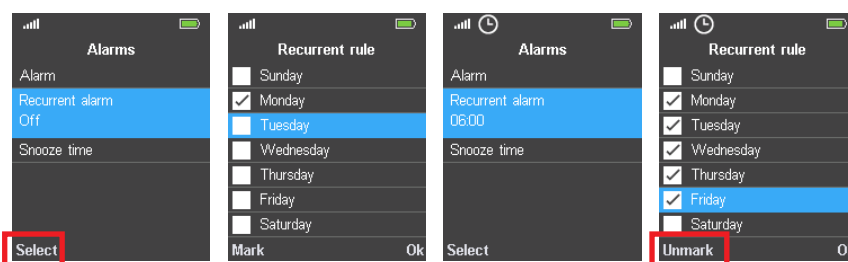 Alarms
Alarm
Recurrent alarm
Off
Snooze time
Select
Recurrent rule
Sunday
Monday
Tuesday
Wednesday
Thursday
Friday
Saturday
Mark Ok
Alarms
Alarm
Recurrent alarm
06:00
Snooze time
Select
Recurrent rule
Sunday
Monday
Tuesday
Wednesday
Thursday
Friday
Saturday
Unmark